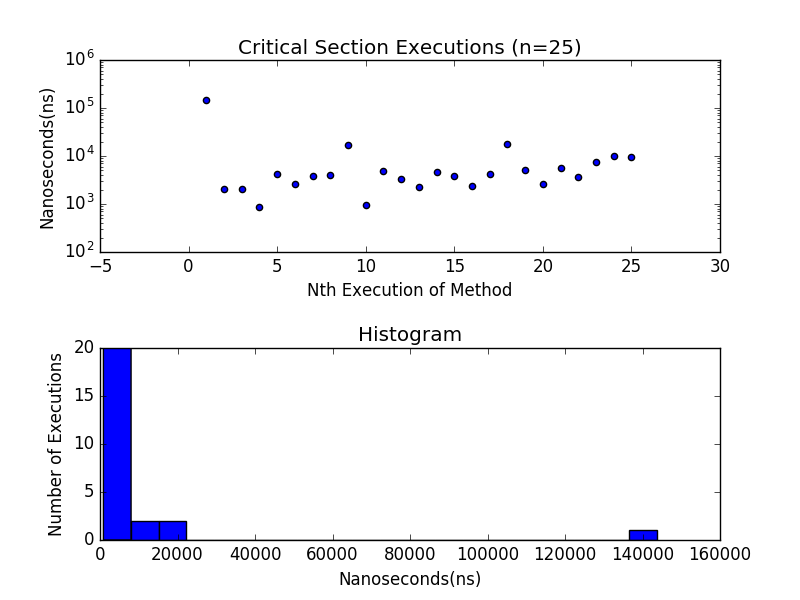 Critical Section Executions (n=25)
Nanoseconds(ns)
10^6
10^5
10^4
10^3
10^2
−5 0 5 10 15 20 25 30
Nth Execution of Method
Histogram
Number of Executions
20
15
10
5
0
0 20000 40000 60000 80000 100000 120000 140000 160000
Nanoseconds(ns)